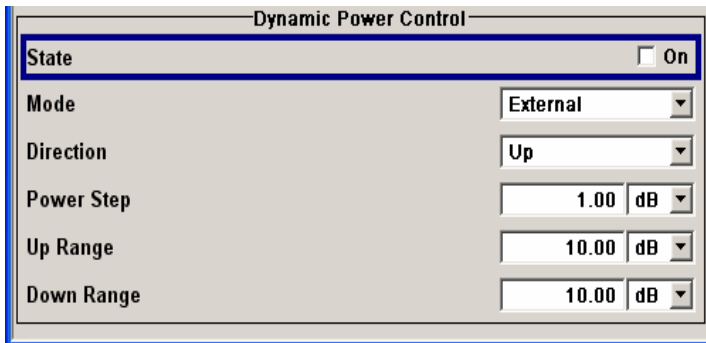 Dynamic Power Control
State On
Mode External
Direction Up
Power Step 1.00 dB
Up Range 10.00 dB
Down Range 10.00 dB